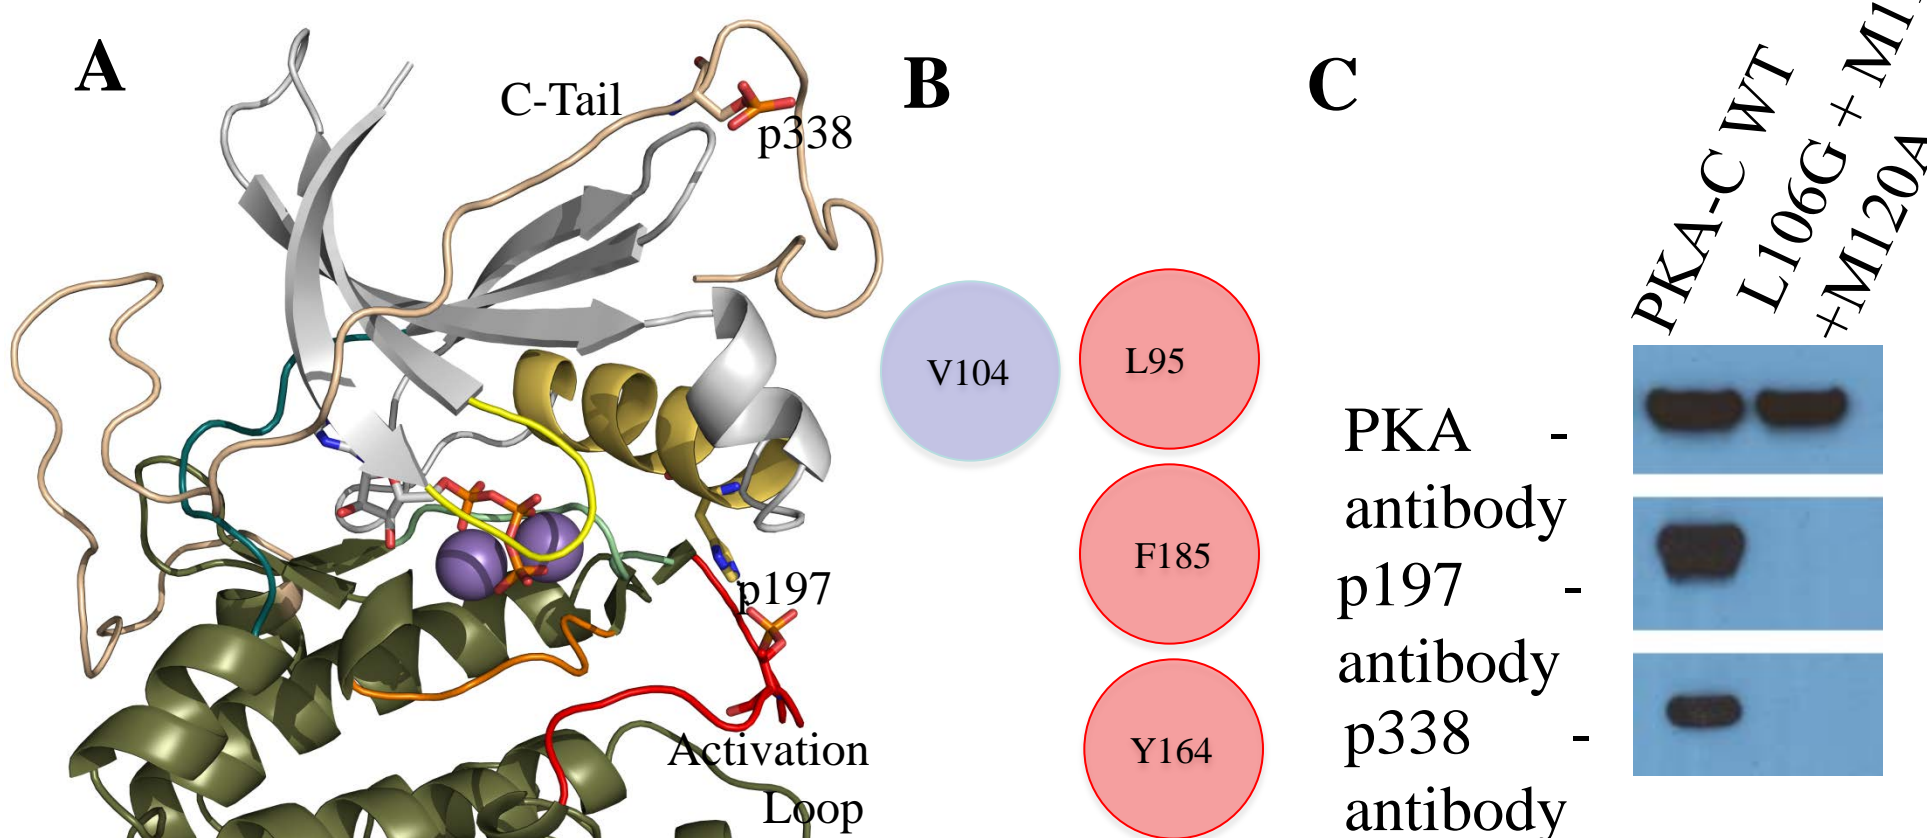 A
C-Tail
p338
p197
Activation
Loop
B
V104
L95
F185
Y164
C
PKA-C WT
L106G +
+M120A
PKA -
antibody
p197 -
antibody
p338 -
antibody